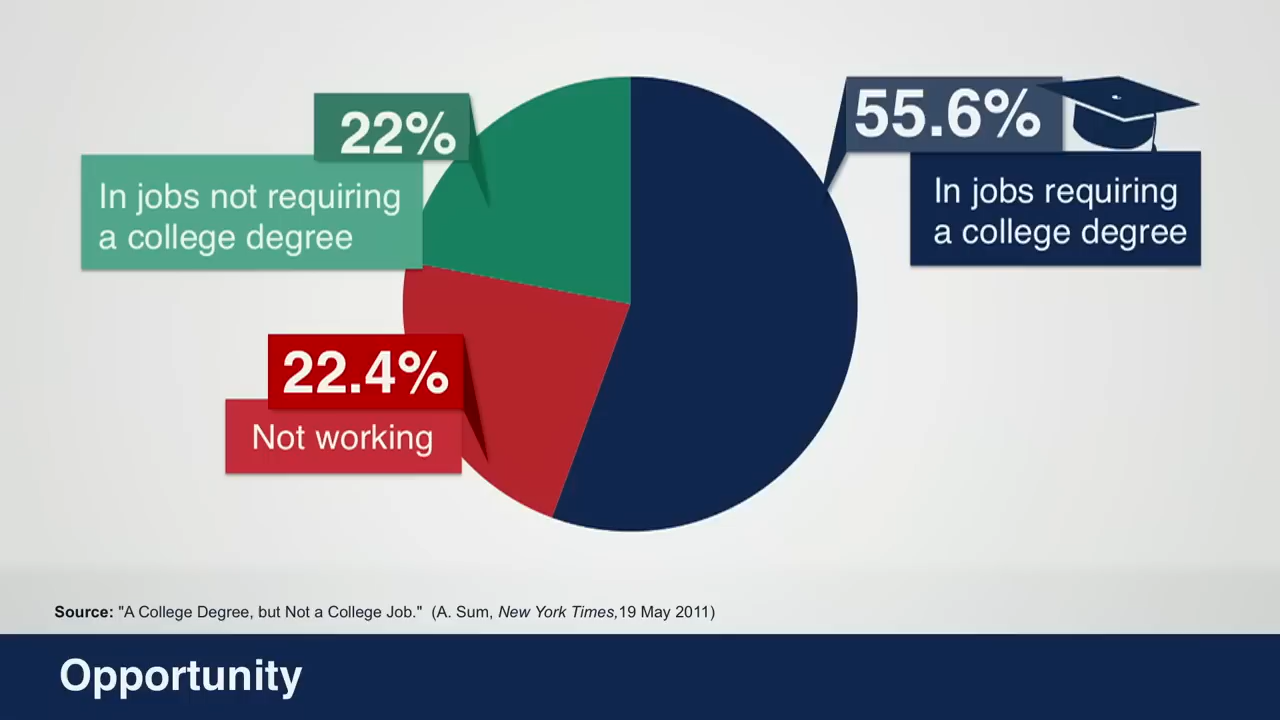 22%
In jobs not requiring
a college degree
55.6%
In jobs requiring
a college degree
22.4%
Not working
Source: "A College Degree, but Not a College Job."  (A. Sum, New York Times,19 May 2011)
Opportunity